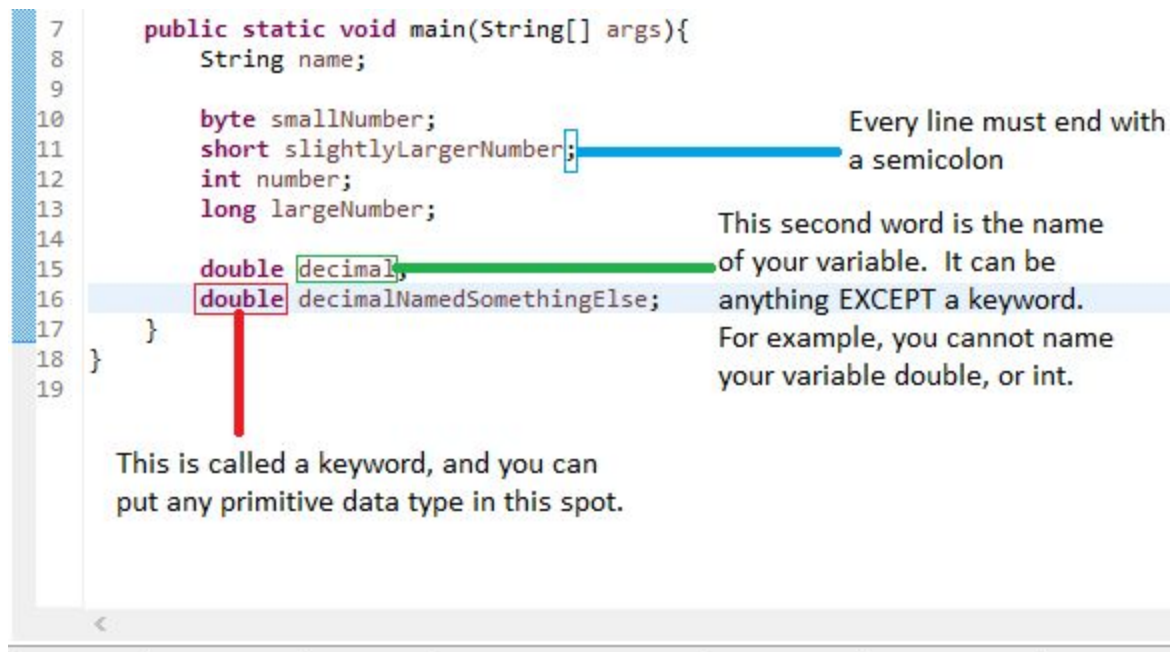 7 public static void main(String[] args){
8 String name;
9
10 byte smallNumber;
11 short slightlyLargerNumber;
12 int number;
13 long largeNumber;
14
15 double decimal;
16 double decimalNamedSomethingElse;
17 }
18 }
19
Every line must end with
a semicolon
This second word is the name
of your variable. It can be
anything EXCEPT a keyword.
For example, you cannot name
your variable double, or int.
This is called a keyword, and you can
put any primitive data type in this spot.